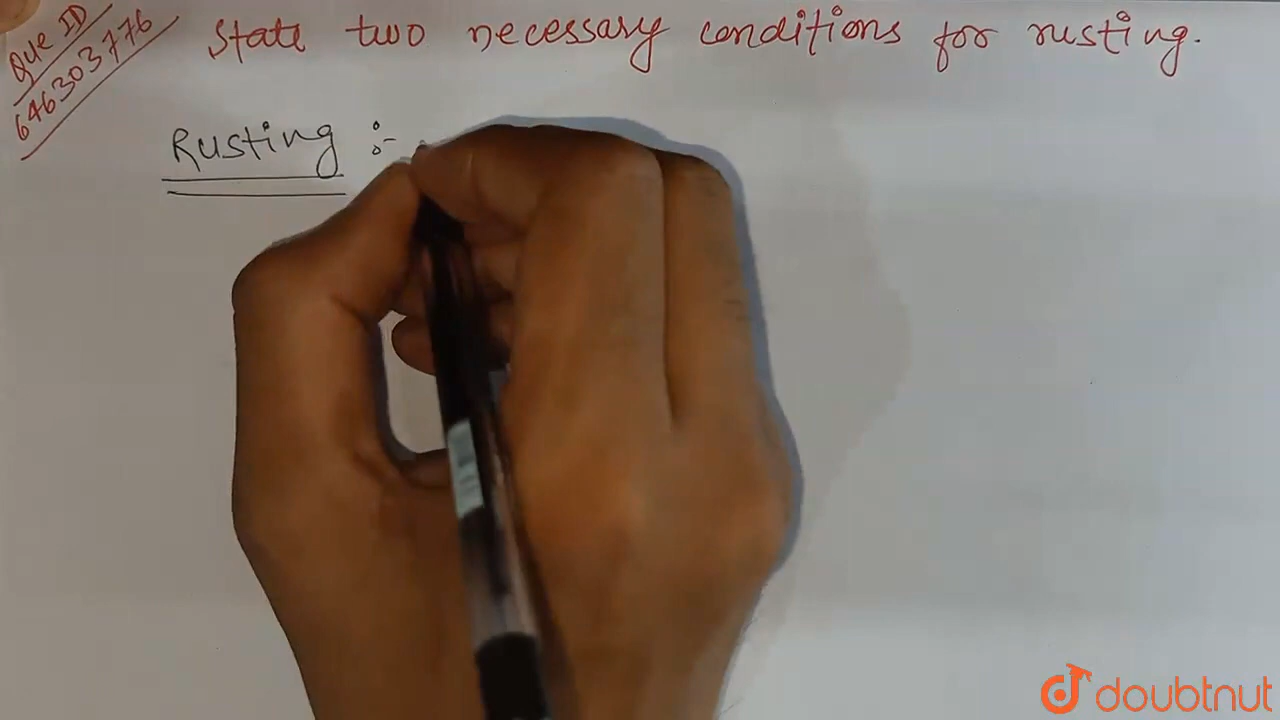 Que ID
646303776
State two necessary conditions for rusting.
Rusting :-
doubtnut